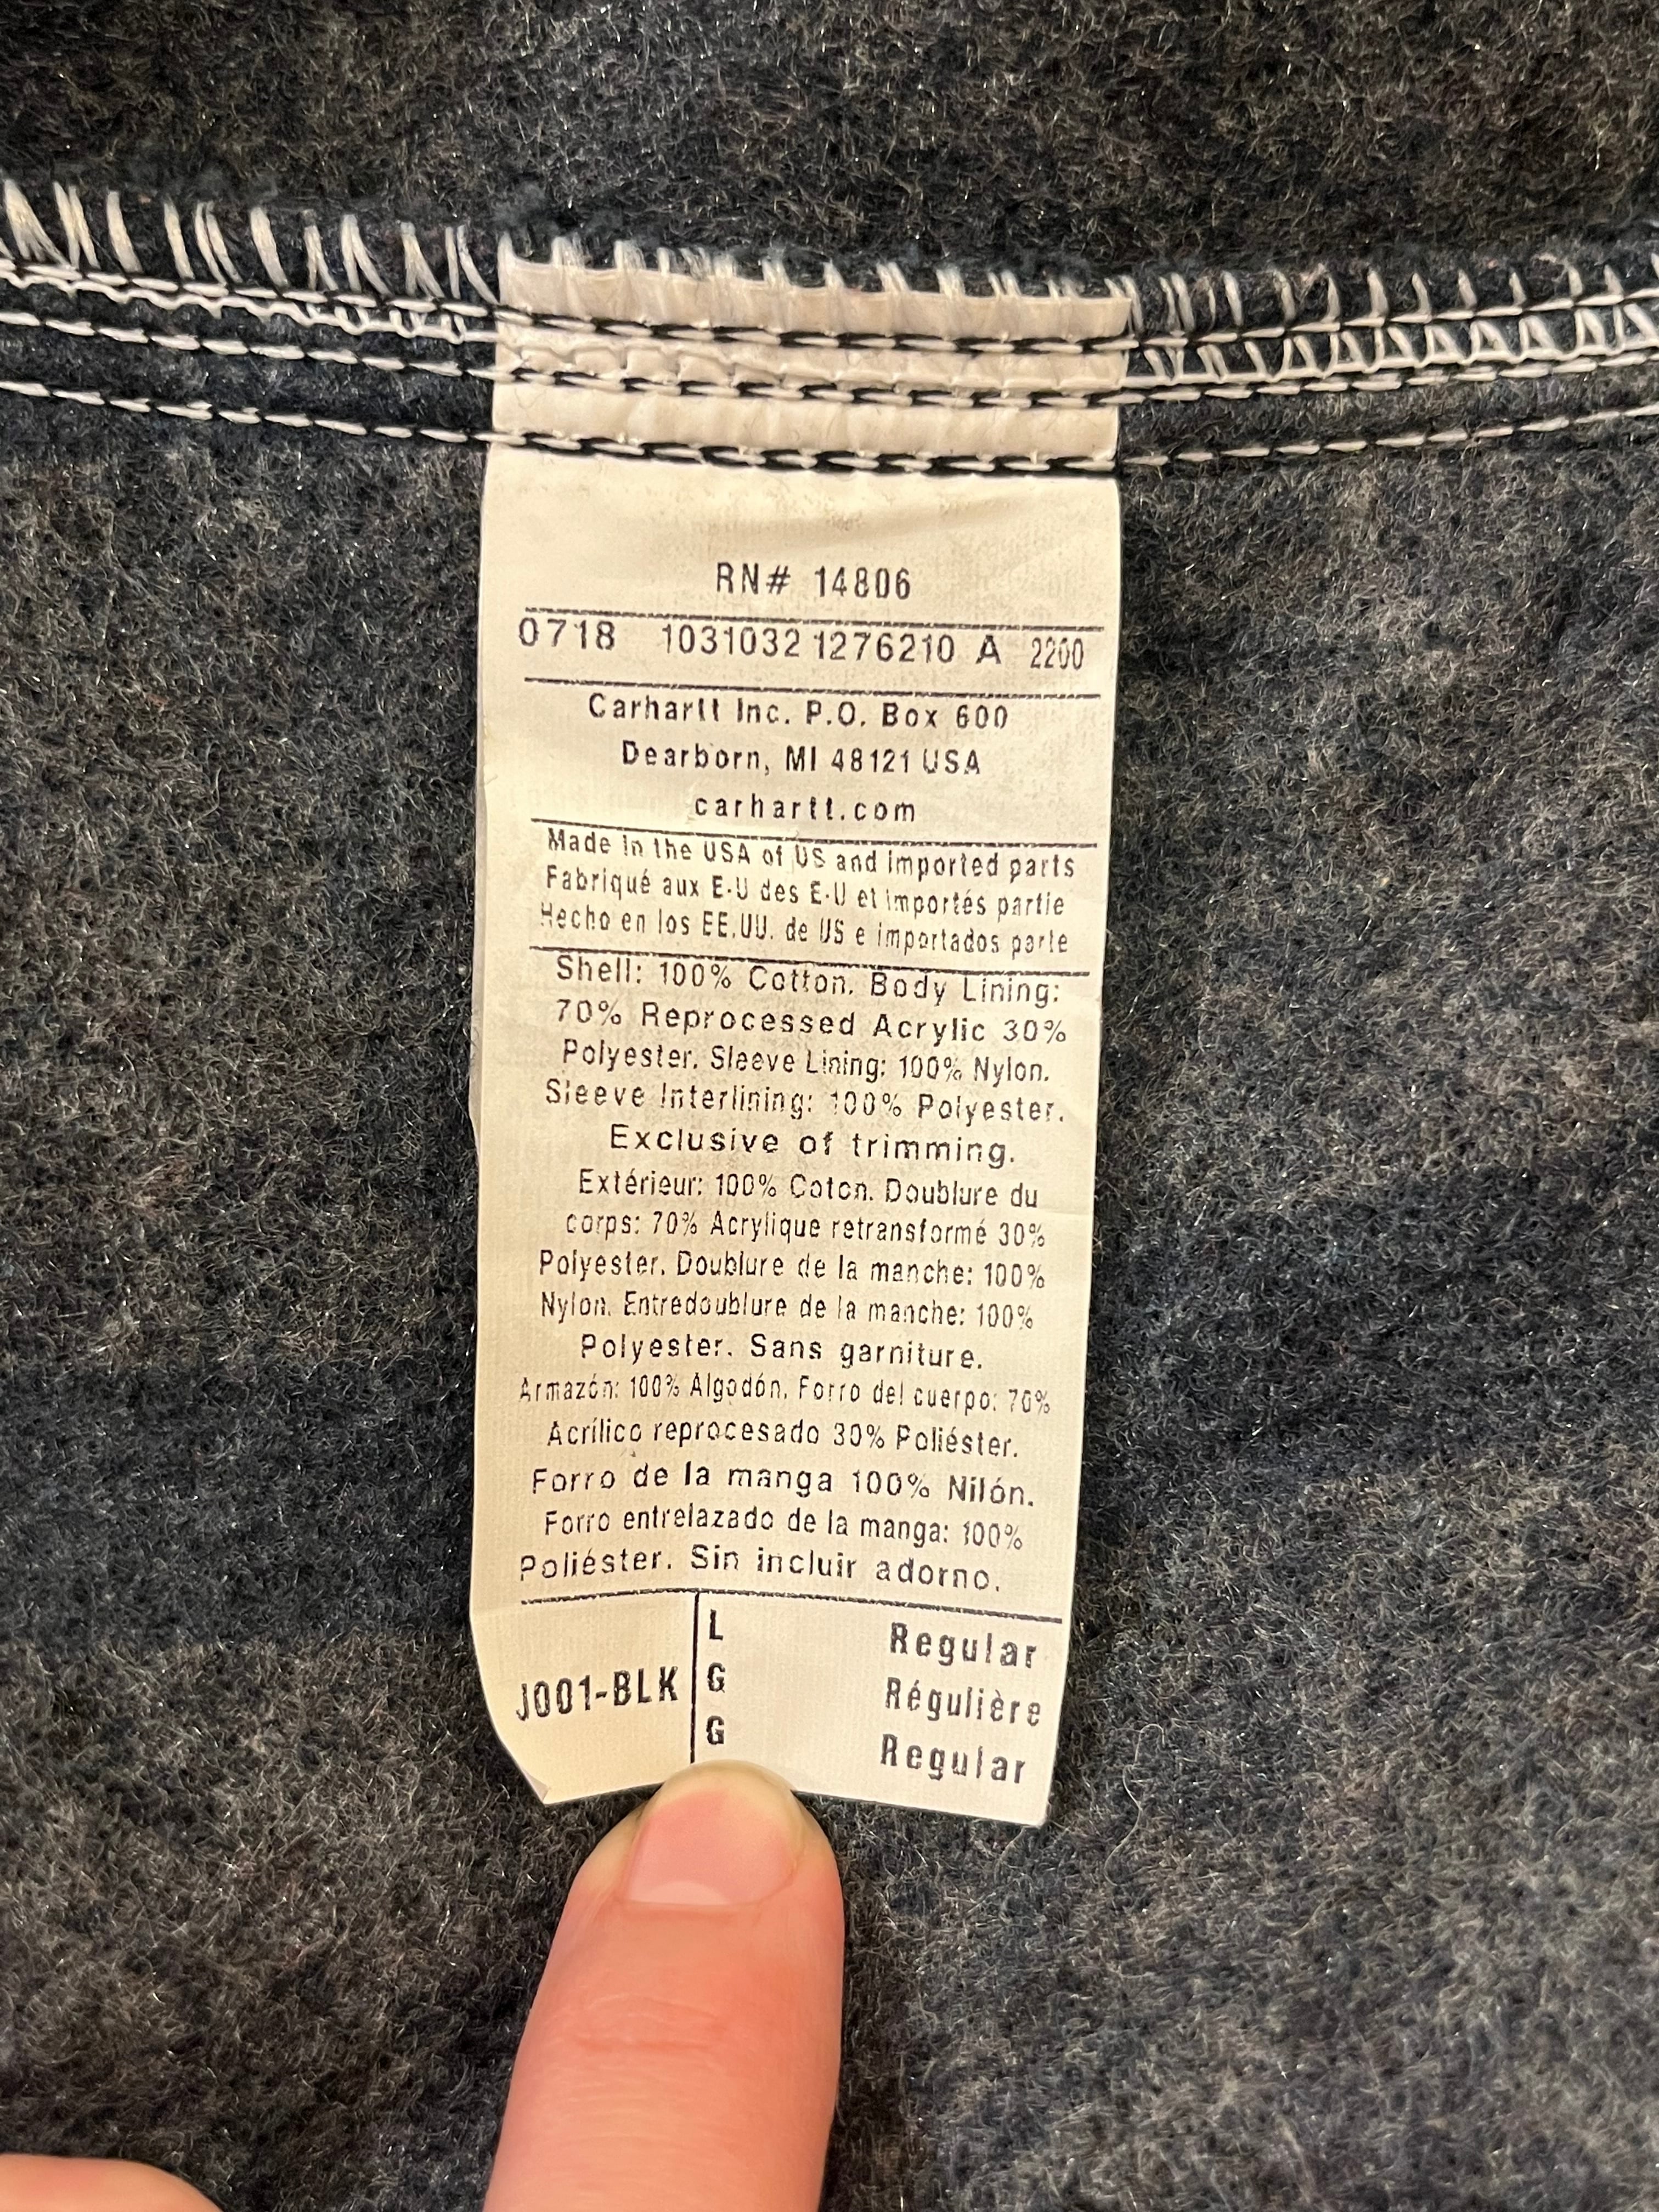 RN# 14806
0718 1031032 1276210 A 2200
Carhartt Inc. P.O. Box 600
Dearborn, MI 48121 USA
carhartt.com
Made in the USA of US and imported parts
Fabriqué aux E-U des E-U et importés partie
Hecho en los EE.UU. de US e importados parte
Shell: 100% Cotton. Body Lining:
70% Reprocessed Acrylic 30%
Polyester. Sleeve Lining: 100% Nylon.
Sleeve Interlining: 100% Polyester.
Exclusive of trimming.
Extérieur: 100% Coton. Doublure du
corps: 70% Acrylique retransformé 30%
Polyester. Doublure de la manche: 100%
Nylon. Entredoublure de la manche: 100%
Polyester. Sans garniture.
Armazón: 100% Algodón. Forro del cuerpo: 70%
Acrílico reprocesado 30% Poliéster.
Forro de la manga 100% Nilón.
Forro entrelazado de la manga: 100%
Poliéster. Sin incluir adorno.
J001-BLK
L Regular
G Régulière
G Regular